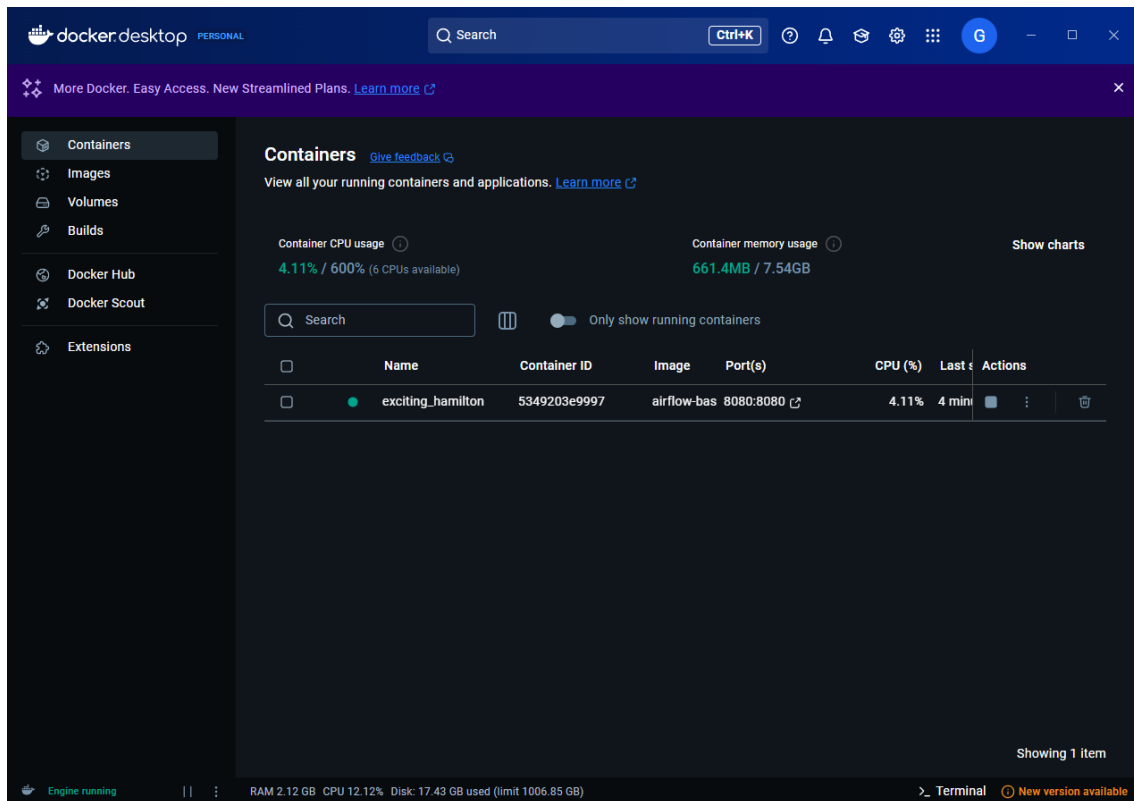 docker.desktop PERSONAL Search Ctrl+K G
More Docker. Easy Access. New Streamlined Plans. Learn more
Containers
Images
Volumes
Builds
Docker Hub
Docker Scout
Extensions
Containers Give feedback
View all your running containers and applications. Learn more
Container CPU usage
4.11% / 600% (6 CPUs available)
Container memory usage
661.4MB / 7.54GB
Show charts
Search
Only show running containers
Name Container ID Image Port(s) CPU (%) Last s Actions
exciting_hamilton 5349203e9997 airflow-bas 8080:8080 4.11% 4 minu
Showing 1 item
Engine running RAM 2.12 GB CPU 12.12% Disk: 17.43 GB used (limit 1006.85 GB) >_ Terminal New version available